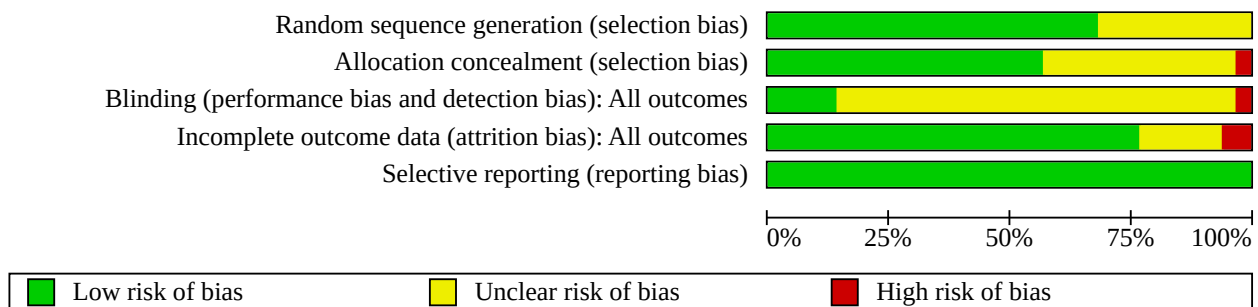 Random sequence generation (selection bias)
Allocation concealment (selection bias)
Blinding (performance bias and detection bias): All outcomes
Incomplete outcome data (attrition bias): All outcomes
Selective reporting (reporting bias)
0% 25% 50% 75% 100%
Low risk of bias Unclear risk of bias High risk of bias